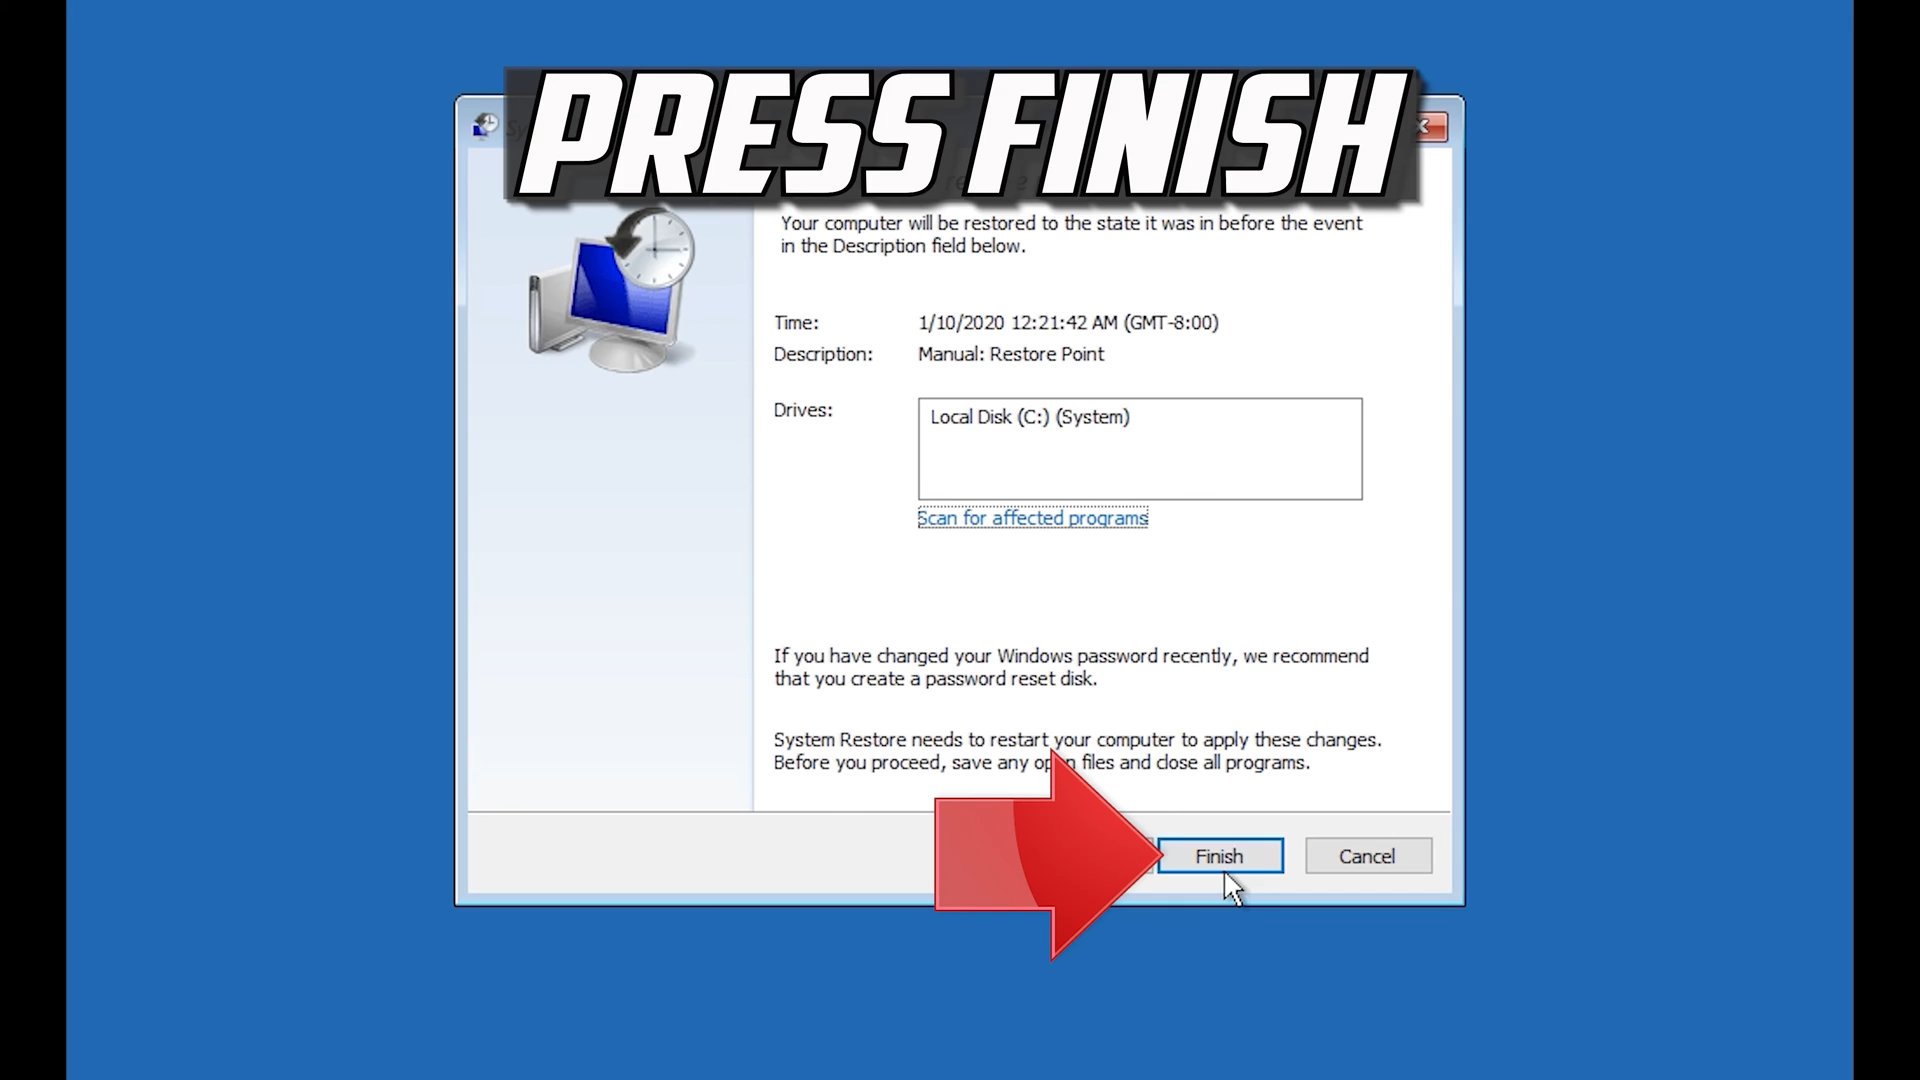 PRESS FINISH
Your computer will be restored to the state it was in before the event
in the Description field below.
Time: 1/10/2020 12:21:42 AM (GMT-8:00)
Description: Manual: Restore Point
Drives: Local Disk (C:) (System)
Scan for affected programs
If you have changed your Windows password recently, we recommend
that you create a password reset disk.
System Restore needs to restart your computer to apply these changes.
Before you proceed, save any open files and close all programs.
Finish Cancel